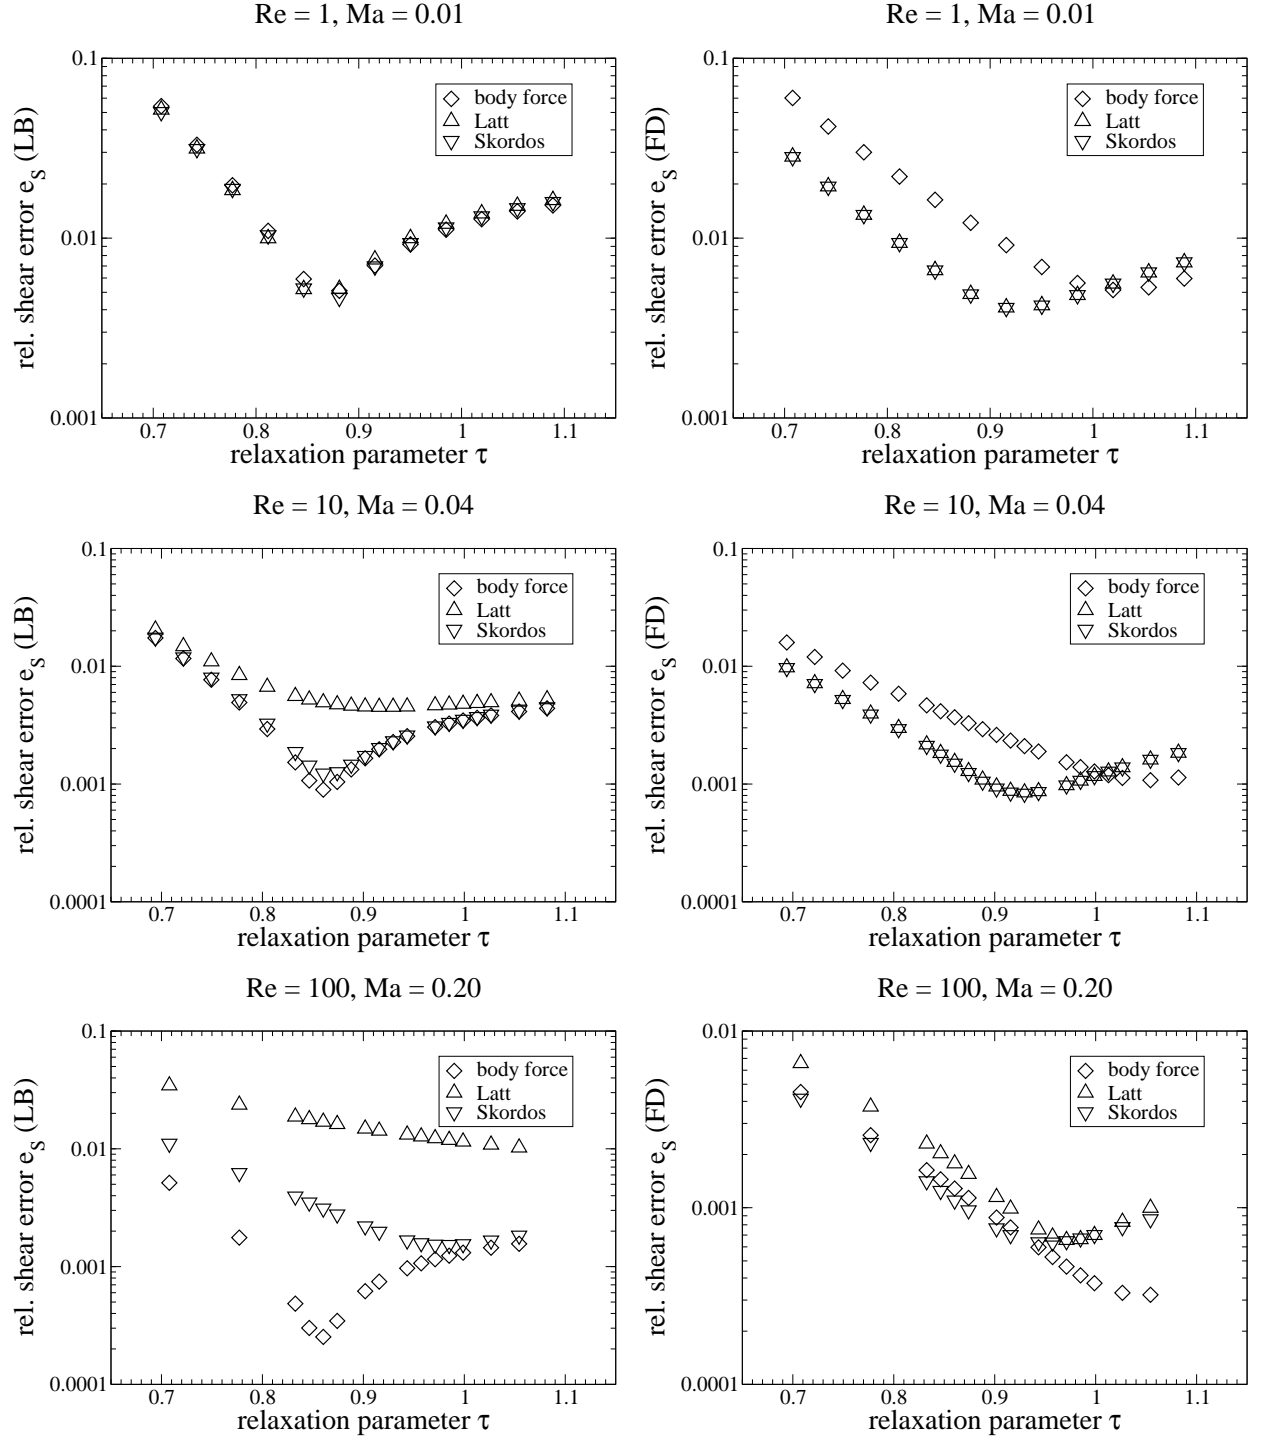 Re = 1, Ma = 0.01
0.1
0.01
0.001
rel. shear error e_S (LB)
body force
Latt
Skordos
0.7 0.8 0.9 1 1.1
relaxation parameter τ
Re = 1, Ma = 0.01
0.1
0.01
0.001
rel. shear error e_S (FD)
body force
Latt
Skordos
0.7 0.8 0.9 1 1.1
relaxation parameter τ
Re = 10, Ma = 0.04
0.1
0.01
0.001
0.0001
rel. shear error e_S (LB)
body force
Latt
Skordos
0.7 0.8 0.9 1 1.1
relaxation parameter τ
Re = 10, Ma = 0.04
0.1
0.01
0.001
0.0001
rel. shear error e_S (FD)
body force
Latt
Skordos
0.7 0.8 0.9 1 1.1
relaxation parameter τ
Re = 100, Ma = 0.20
0.1
0.01
0.001
0.0001
rel. shear error e_S (LB)
body force
Latt
Skordos
0.7 0.8 0.9 1 1.1
relaxation parameter τ
Re = 100, Ma = 0.20
0.01
0.001
0.0001
rel. shear error e_S (FD)
body force
Latt
Skordos
0.7 0.8 0.9 1 1.1
relaxation parameter τ